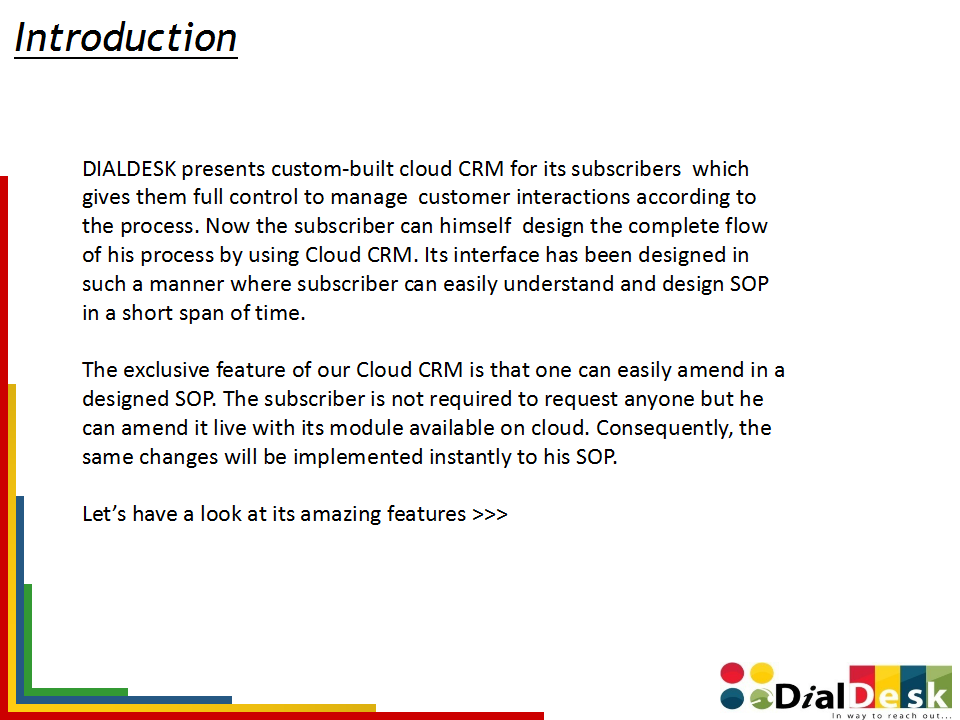 Introduction
DIALDESK presents custom-built cloud CRM for its subscribers  which
gives them full control to manage  customer interactions according to
the process. Now the subscriber can himself  design the complete flow
of his process by using Cloud CRM. Its interface has been designed in
such a manner where subscriber can easily understand and design SOP
in a short span of time.
The exclusive feature of our Cloud CRM is that one can easily amend in a
designed SOP. The subscriber is not required to request anyone but he
can amend it live with its module available on cloud. Consequently, the
same changes will be implemented instantly to his SOP.
Let’s have a look at its amazing features >>>
DialDesk
In way to reach out...